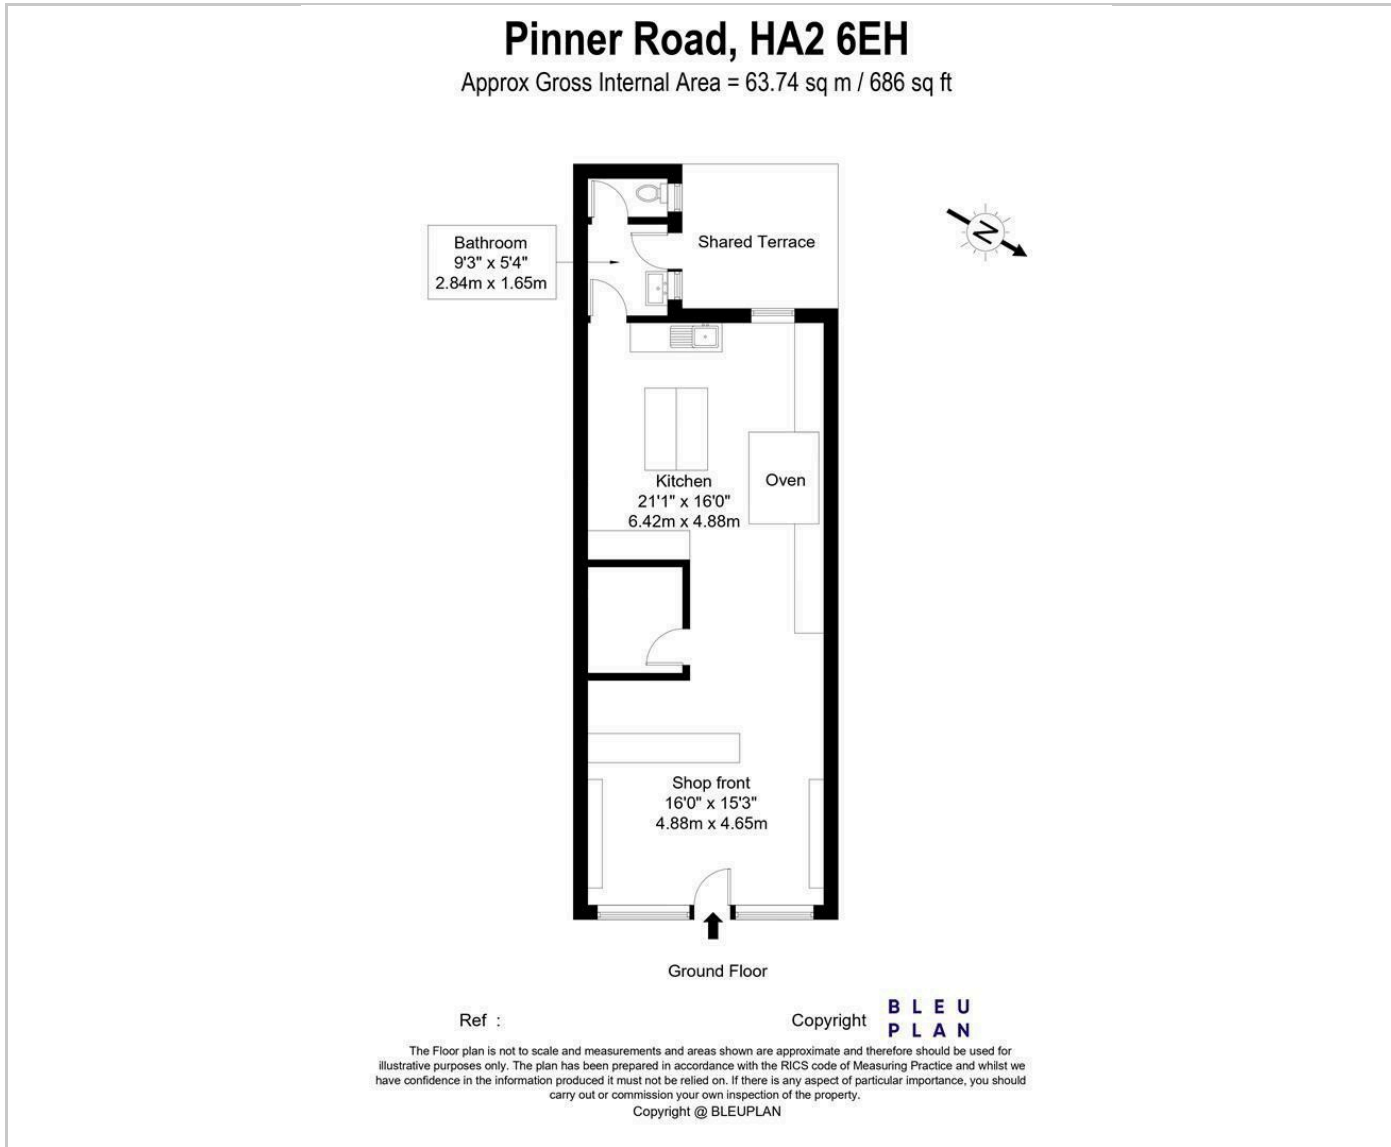 Pinner Road, HA2 6EH
Approx Gross Internal Area = 63.74 sq m / 686 sq ft
Bathroom
9'3" x 5'4"
2.84m x 1.65m
Shared Terrace
N
Kitchen
21'1" x 16'0"
6.42m x 4.88m
Oven
Shop front
16'0" x 15'3"
4.88m x 4.65m
Ground Floor
Ref :
Copyright
BLEU
PLAN
The Floor plan is not to scale and measurements and areas shown are approximate and therefore should be used for
illustrative purposes only. The plan has been prepared in accordance with the RICS code of Measuring Practice and whilst we
have confidence in the information produced it must not be relied on. If there is any aspect of particular importance, you should
carry out or commission your own inspection of the property.
Copyright @ BLEUPLAN